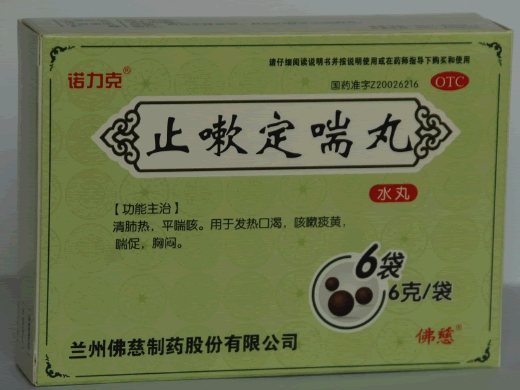 诺力克®
请仔细阅读说明书并按说明使用或在药师指导下购买和使用
国药准字Z20026216
OTC
止嗽定喘丸
水丸
【功能主治】
清肺热，平喘咳。用于发热口渴，咳嗽痰黄，
喘促，胸闷。
6袋
6克/袋
兰州佛慈制药股份有限公司
佛慈®